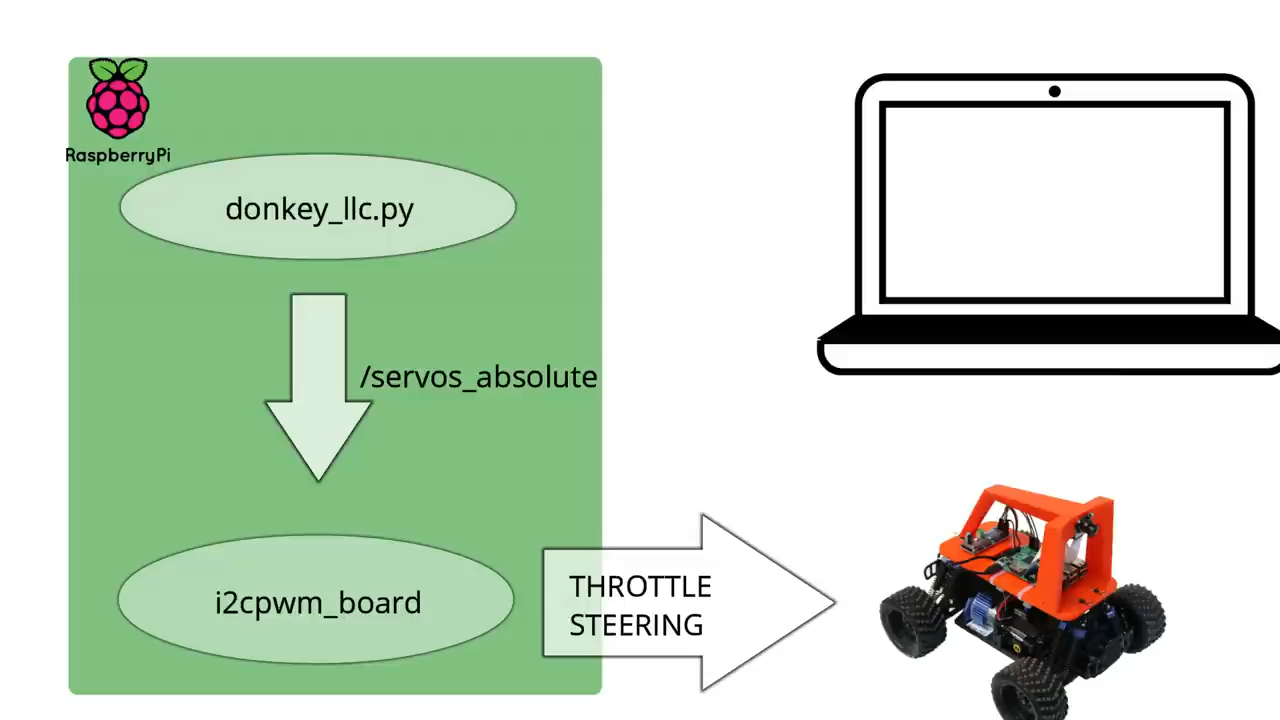 RaspberryPi
donkey_llc.py
/servos_absolute
i2cpwm_board
THROTTLE
STEERING